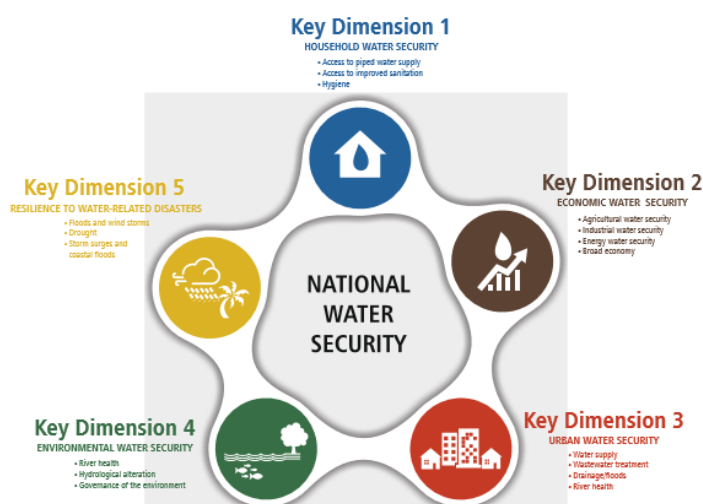 Key Dimension 1
HOUSEHOLD WATER SECURITY
• Access to piped water supply
• Access to improved sanitation
• Hygiene
Key Dimension 2
ECONOMIC WATER SECURITY
• Agricultural water security
• Industrial water security
• Energy water security
• Broad economy
Key Dimension 5
RESILIENCE TO WATER-RELATED DISASTERS
• Floods and wind storms
• Drought
• Storm surges and
coastal floods
NATIONAL
WATER
SECURITY
Key Dimension 3
URBAN WATER SECURITY
• Water supply
• Wastewater treatment
• Drainage/floods
• River health
Key Dimension 4
ENVIRONMENTAL WATER SECURITY
• River health
• Hydrological alteration
• Governance of the environment